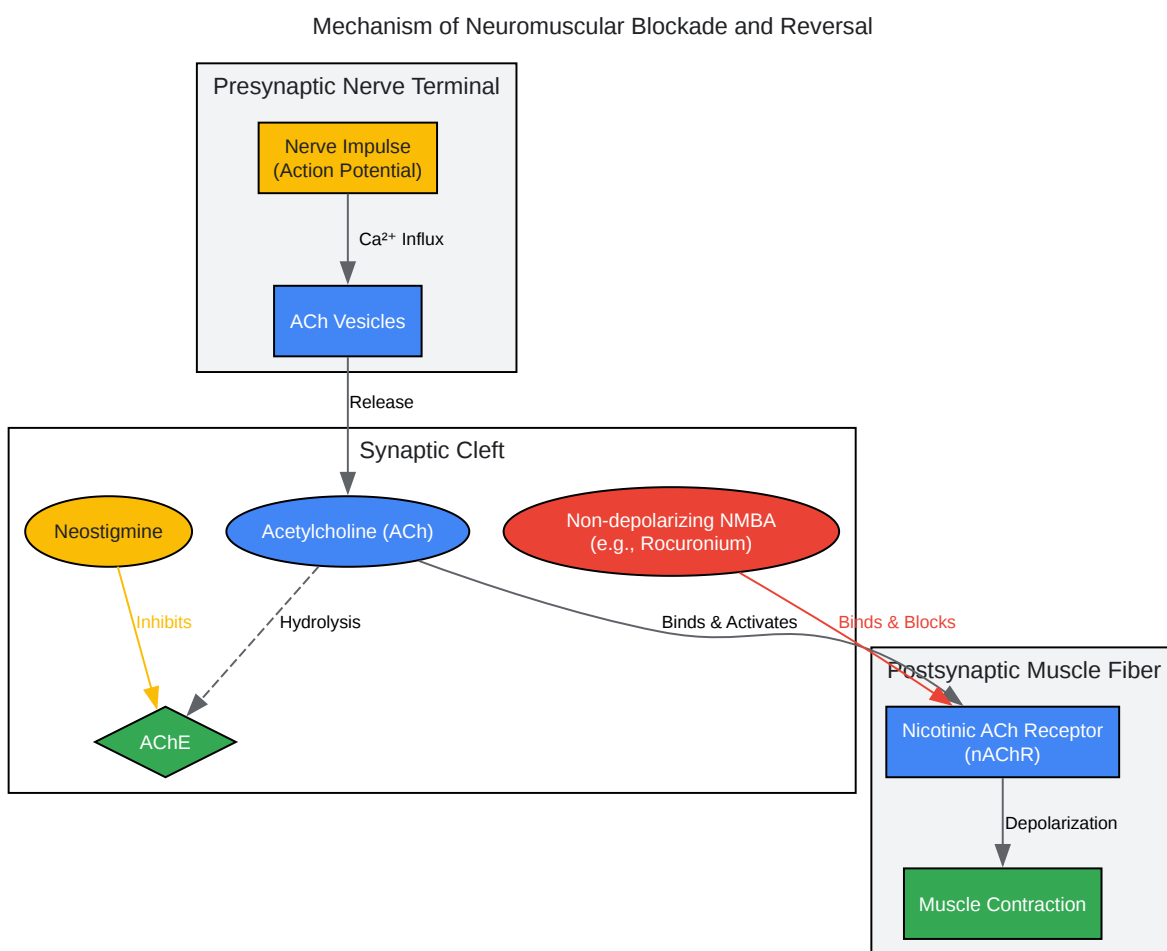 Mechanism of Neuromuscular Blockade and Reversal
Presynaptic Nerve Terminal
Nerve Impulse
(Action Potential)
Ca²⁺ Influx
ACh Vesicles
Release
Synaptic Cleft
Neostigmine
Acetylcholine (ACh)
Non-depolarizing NMBA
(e.g., Rocuronium)
Inhibits
Hydrolysis
Binds & Activates
Binds & Blocks
AChE
Postsynaptic Muscle Fiber
Nicotinic ACh Receptor
(nAChR)
Depolarization
Muscle Contraction